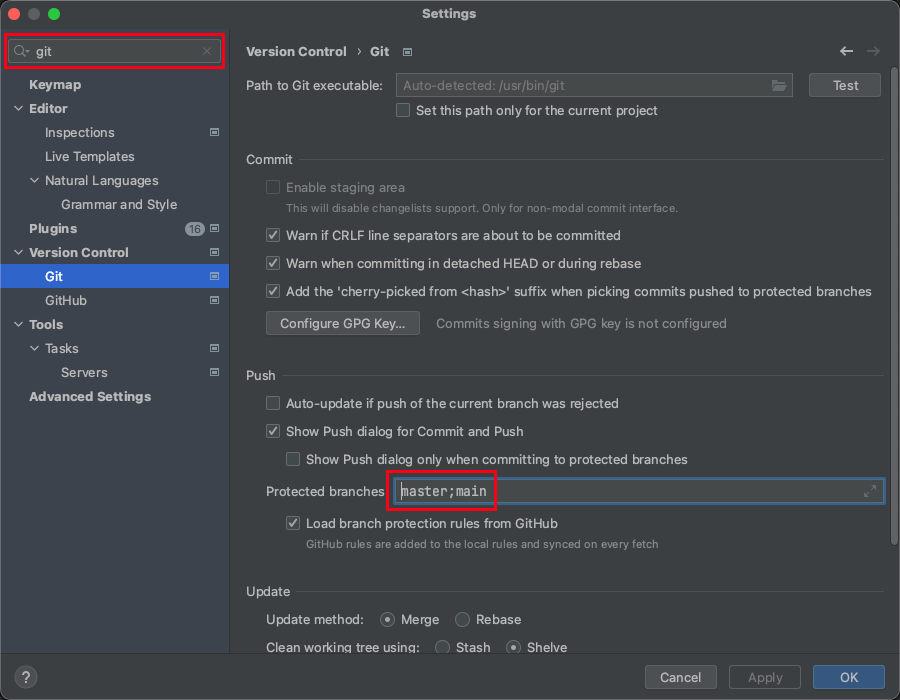 Settings
git
Keymap
Editor
Inspections
Live Templates
Natural Languages
Grammar and Style
Plugins 16
Version Control
Git
GitHub
Tools
Tasks
Servers
Advanced Settings
Version Control › Git
Path to Git executable: Auto-detected: /usr/bin/git Test
Set this path only for the current project
Commit
Enable staging area
This will disable changelists support. Only for non-modal commit interface.
Warn if CRLF line separators are about to be committed
Warn when committing in detached HEAD or during rebase
Add the 'cherry-picked from <hash>' suffix when picking commits pushed to protected branches
Configure GPG Key... Commits signing with GPG key is not configured
Push
Auto-update if push of the current branch was rejected
Show Push dialog for Commit and Push
Show Push dialog only when committing to protected branches
Protected branches master;main
Load branch protection rules from GitHub
GitHub rules are added to the local rules and synced on every fetch
Update
Update method: Merge Rebase
Clean working tree using: Stash Shelve
? Cancel Apply OK